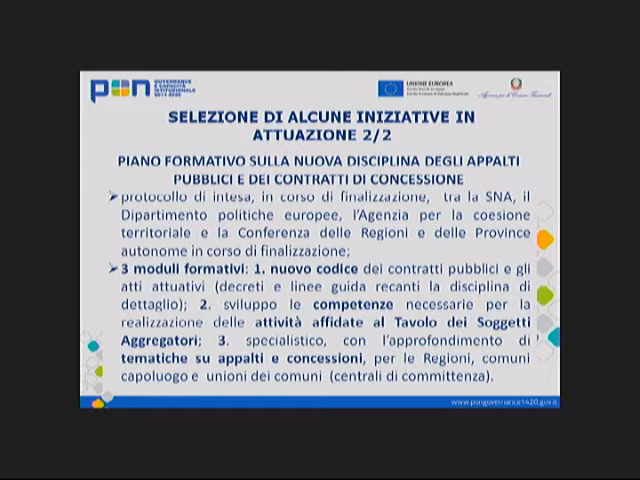 pon GOVERNANCE
E CAPACITÀ
ISTITUZIONALE
2014-2020
UNIONE EUROPEA
SELEZIONE DI ALCUNE INIZIATIVE IN
ATTUAZIONE 2/2
PIANO FORMATIVO SULLA NUOVA DISCIPLINA DEGLI APPALTI
PUBBLICI E DEI CONTRATTI DI CONCESSIONE
➢ protocollo di intesa, in corso di finalizzazione, tra la SNA, il
Dipartimento politiche europee, l'Agenzia per la coesione
territoriale e la Conferenza delle Regioni e delle Province
autonome in corso di finalizzazione;
➢ 3 moduli formativi: 1. nuovo codice dei contratti pubblici e gli
atti attuativi (decreti e linee guida recanti la disciplina di
dettaglio); 2. sviluppo le competenze necessarie per la
realizzazione delle attività affidate al Tavolo dei Soggetti
Aggregatori; 3. specialistico, con l'approfondimento di
tematiche su appalti e concessioni, per le Regioni, comuni
capoluogo e unioni dei comuni (centrali di committenza).
www.pongovernance1420.gov.it